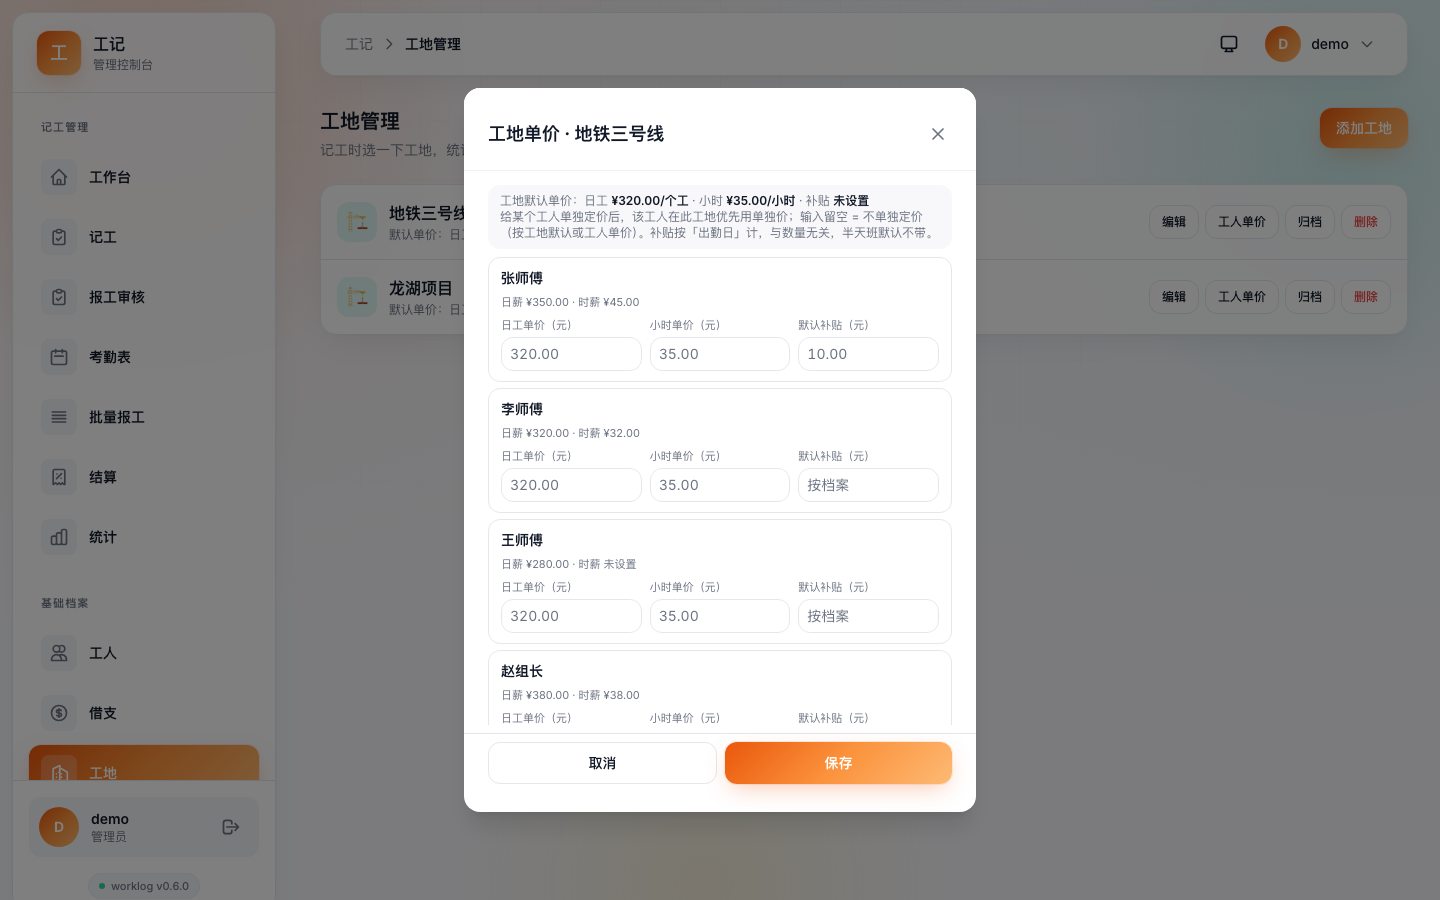 工
工记
管理控制台
记工管理
工作台
记工
报工审核
考勤表
批量报工
结算
统计
基础档案
工人
借支
工地
D
demo
管理员
worklog v0.6.0
工记
工地管理
D
demo
工地管理
记工时选一下工地，统
添加工地
地铁三号线
默认单价：日
编辑
工人单价
归档
删除
龙湖项目
默认单价：日
编辑
工人单价
归档
删除
工地单价 · 地铁三号线
工地默认单价：日工 ¥320.00/个工 · 小时 ¥35.00/小时 · 补贴 未设置
给某个工人单独定价后，该工人在此工地优先用单独价；输入留空 = 不单独定价
（按工地默认或工人单价）。补贴按「出勤日」计，与数量无关，半天班默认不带。
张师傅
日薪 ¥350.00 · 时薪 ¥45.00
日工单价（元） 小时单价（元） 默认补贴（元）
320.00 35.00 10.00
李师傅
日薪 ¥320.00 · 时薪 ¥32.00
日工单价（元） 小时单价（元） 默认补贴（元）
320.00 35.00 按档案
王师傅
日薪 ¥280.00 · 时薪 未设置
日工单价（元） 小时单价（元） 默认补贴（元）
320.00 35.00 按档案
赵组长
日薪 ¥380.00 · 时薪 ¥38.00
日工单价（元） 小时单价（元） 默认补贴（元）
取消
保存